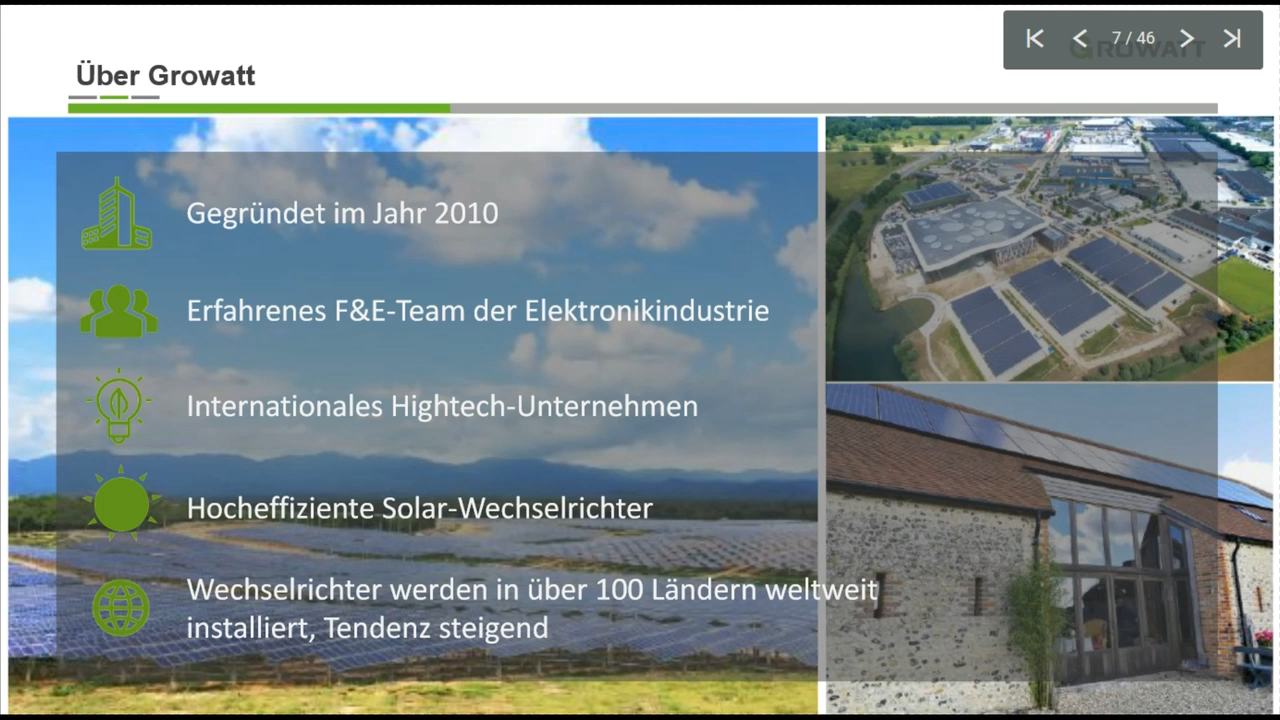 7 / 46
GROWATT
Über Growatt
Gegründet im Jahr 2010
Erfahrenes F&E-Team der Elektronikindustrie
Internationales Hightech-Unternehmen
Hocheffiziente Solar-Wechselrichter
Wechselrichter werden in über 100 Ländern weltweit
installiert, Tendenz steigend